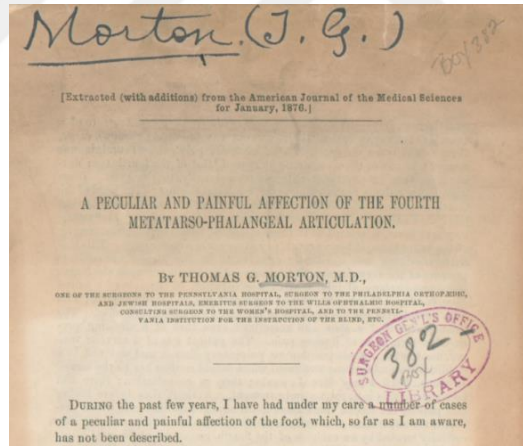 Morton. (T. G.)
BOX 382
[Extracted (with additions) from the American Journal of the Medical Sciences
for January, 1876.]
A PECULIAR AND PAINFUL AFFECTION OF THE FOURTH
METATARSO-PHALANGEAL ARTICULATION.
BY THOMAS G. MORTON, M.D.,
ONE OF THE SURGEONS TO THE PENNSYLVANIA HOSPITAL, SURGEON TO THE PHILADELPHIA ORTHOPÆDIC,
AND JEWISH HOSPITALS, EMERITUS SURGEON TO THE WILLS OPHTHALMIC HOSPITAL,
CONSULTING SURGEON TO THE WOMEN'S HOSPITAL, AND TO THE PENNSYL-
VANIA INSTITUTION FOR THE INSTRUCTION OF THE BLIND, ETC.
SURGEON GEN'L'S OFFICE
382
BOX
LIBRARY
DURING the past few years, I have had under my care a number of cases
of a peculiar and painful affection of the foot, which, so far as I am aware,
has not been described.